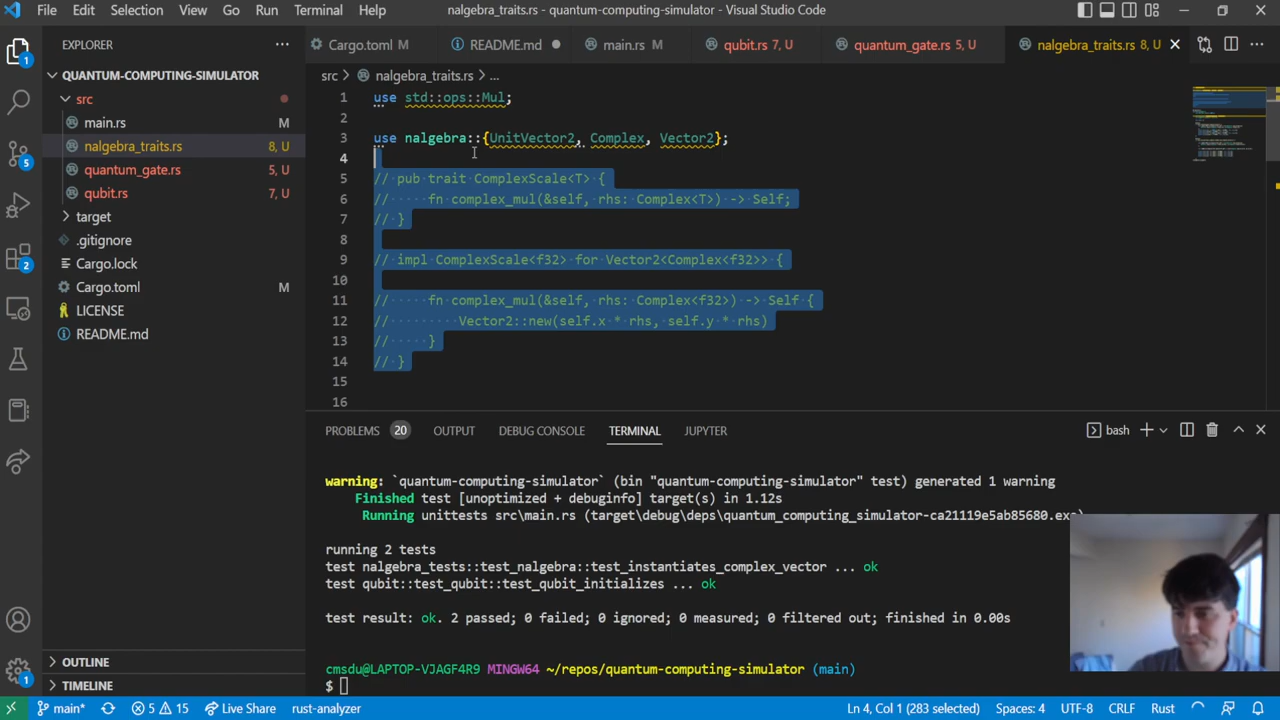 File Edit Selection View Go Run Terminal Help nalgebra_traits.rs - quantum-computing-simulator - Visual Studio Code
EXPLORER
Cargo.toml M README.md main.rs M qubit.rs 7, U quantum_gate.rs 5, U nalgebra_traits.rs 8, U
QUANTUM-COMPUTING-SIMULATOR
src
main.rs M
nalgebra_traits.rs 8, U
quantum_gate.rs 5, U
qubit.rs 7, U
target
.gitignore
Cargo.lock
Cargo.toml M
LICENSE
README.md
OUTLINE
TIMELINE
1
5
2
1
src > nalgebra_traits.rs > ...
1 use std::ops::Mul;
2
3 use nalgebra::{UnitVector2, Complex, Vector2};
4
5 // pub trait ComplexScale<T> {
6 //     fn complex_mul(&self, rhs: Complex<T>) -> Self;
7 // }
8
9 // impl ComplexScale<f32> for Vector2<Complex<f32>> {
10
11 //     fn complex_mul(&self, rhs: Complex<f32>) -> Self {
12 //         Vector2::new(self.x * rhs, self.y * rhs)
13 //     }
14 // }
15
16
PROBLEMS 20 OUTPUT DEBUG CONSOLE TERMINAL JUPYTER bash
warning: `quantum-computing-simulator` (bin "quantum-computing-simulator" test) generated 1 warning
Finished test [unoptimized + debuginfo] target(s) in 1.12s
Running unittests src\main.rs (target\debug\deps\quantum_computing_simulator-ca21119e5ab85680.exe)
running 2 tests
test nalgebra_tests::test_nalgebra::test_instantiates_complex_vector ... ok
test qubit::test_qubit::test_qubit_initializes ... ok
test result: ok. 2 passed; 0 failed; 0 ignored; 0 measured; 0 filtered out; finished in 0.00s
cmsdu@LAPTOP-VJAGF4R9 MINGW64 ~/repos/quantum-computing-simulator (main)
$
main* 5 15 Live Share rust-analyzer Ln 4, Col 1 (283 selected) Spaces: 4 UTF-8 CRLF Rust